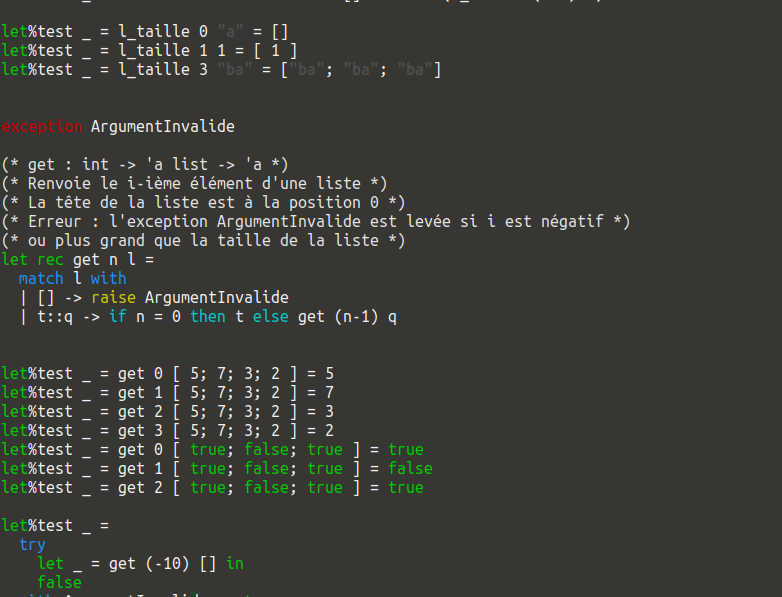 let%test _ = l_taille 0 "a" = []
let%test _ = l_taille 1 1 = [ 1 ]
let%test _ = l_taille 3 "ba" = ["ba"; "ba"; "ba"]
exception ArgumentInvalide
(* get : int -> 'a list -> 'a *)
(* Renvoie le i-ième élément d'une liste *)
(* La tête de la liste est à la position 0 *)
(* Erreur : l'exception ArgumentInvalide est levée si i est négatif *)
(* ou plus grand que la taille de la liste *)
let rec get n l =
  match l with
  | [] -> raise ArgumentInvalide
  | t::q -> if n = 0 then t else get (n-1) q
let%test _ = get 0 [ 5; 7; 3; 2 ] = 5
let%test _ = get 1 [ 5; 7; 3; 2 ] = 7
let%test _ = get 2 [ 5; 7; 3; 2 ] = 3
let%test _ = get 3 [ 5; 7; 3; 2 ] = 2
let%test _ = get 0 [ true; false; true ] = true
let%test _ = get 1 [ true; false; true ] = false
let%test _ = get 2 [ true; false; true ] = true
let%test _ =
  try
    let _ = get (-10) [] in
    false